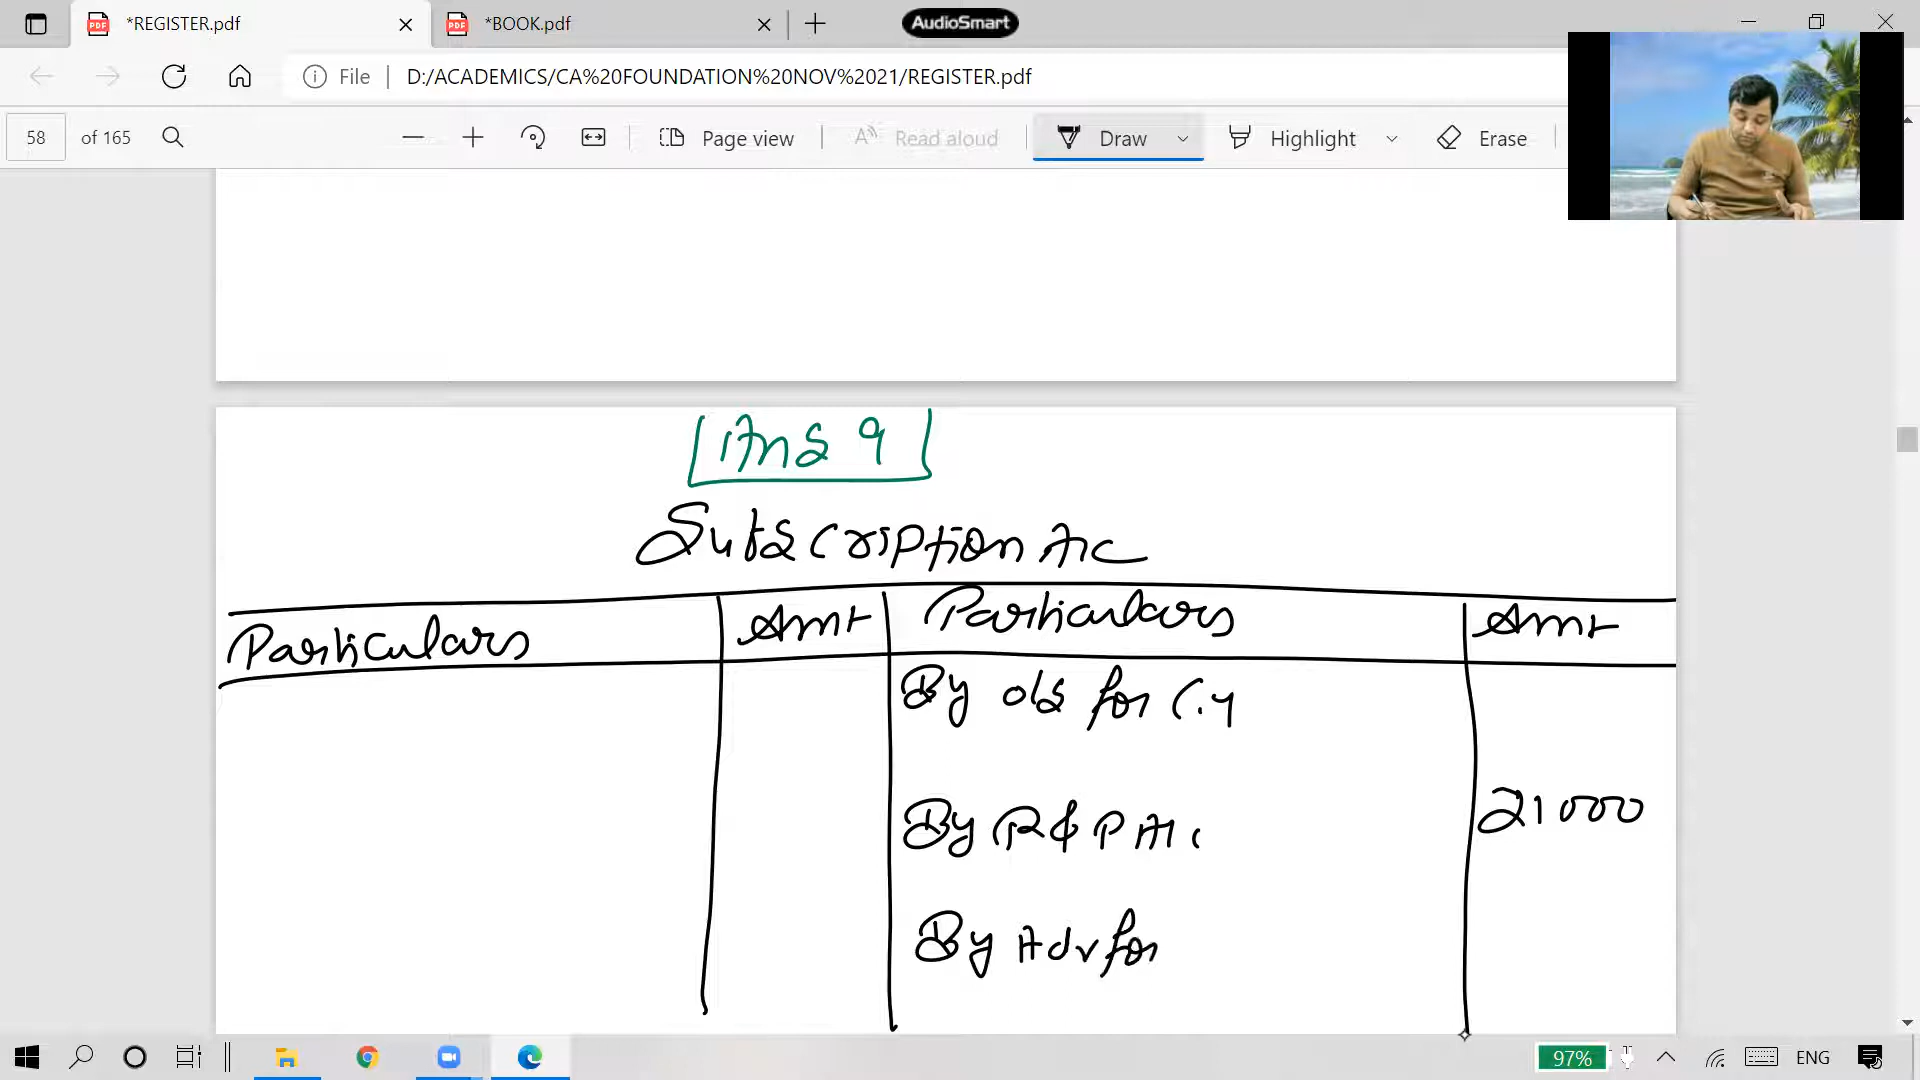 *REGISTER.pdf
*BOOK.pdf
AudioSmart
File
D:/ACADEMICS/CA%20FOUNDATION%20NOV%2021/REGISTER.pdf
58 of 165
Page view
Read aloud
Draw
Highlight
Erase
Ans 9
Subscription A/c
Particulars Amt Particulars Amt
By o/s for C.Y
By R & P A/c 21000
By Adv for
97%
ENG